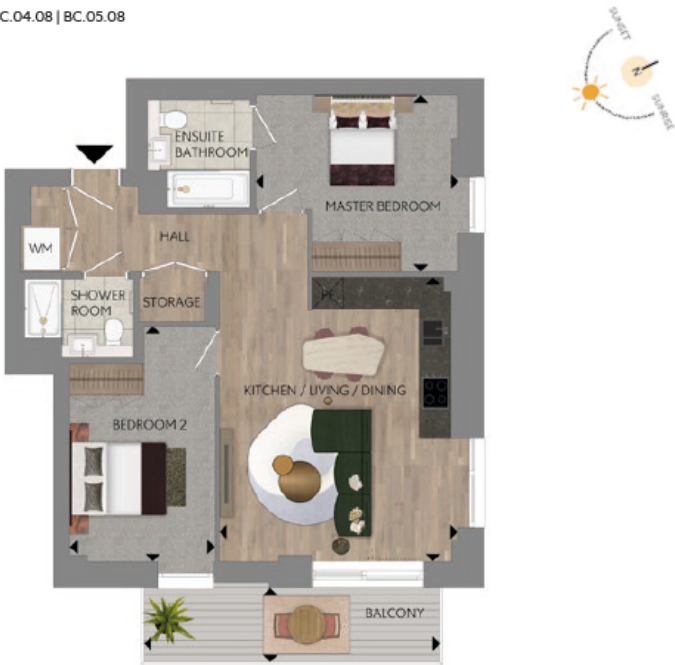 C.04.08 | BC.05.08
SUNSET
N
SUNRISE
ENSUITE
BATHROOM
MASTER BEDROOM
HALL
WM
SHOWER
ROOM
STORAGE
KITCHEN / LIVING / DINING
BEDROOM 2
BALCONY